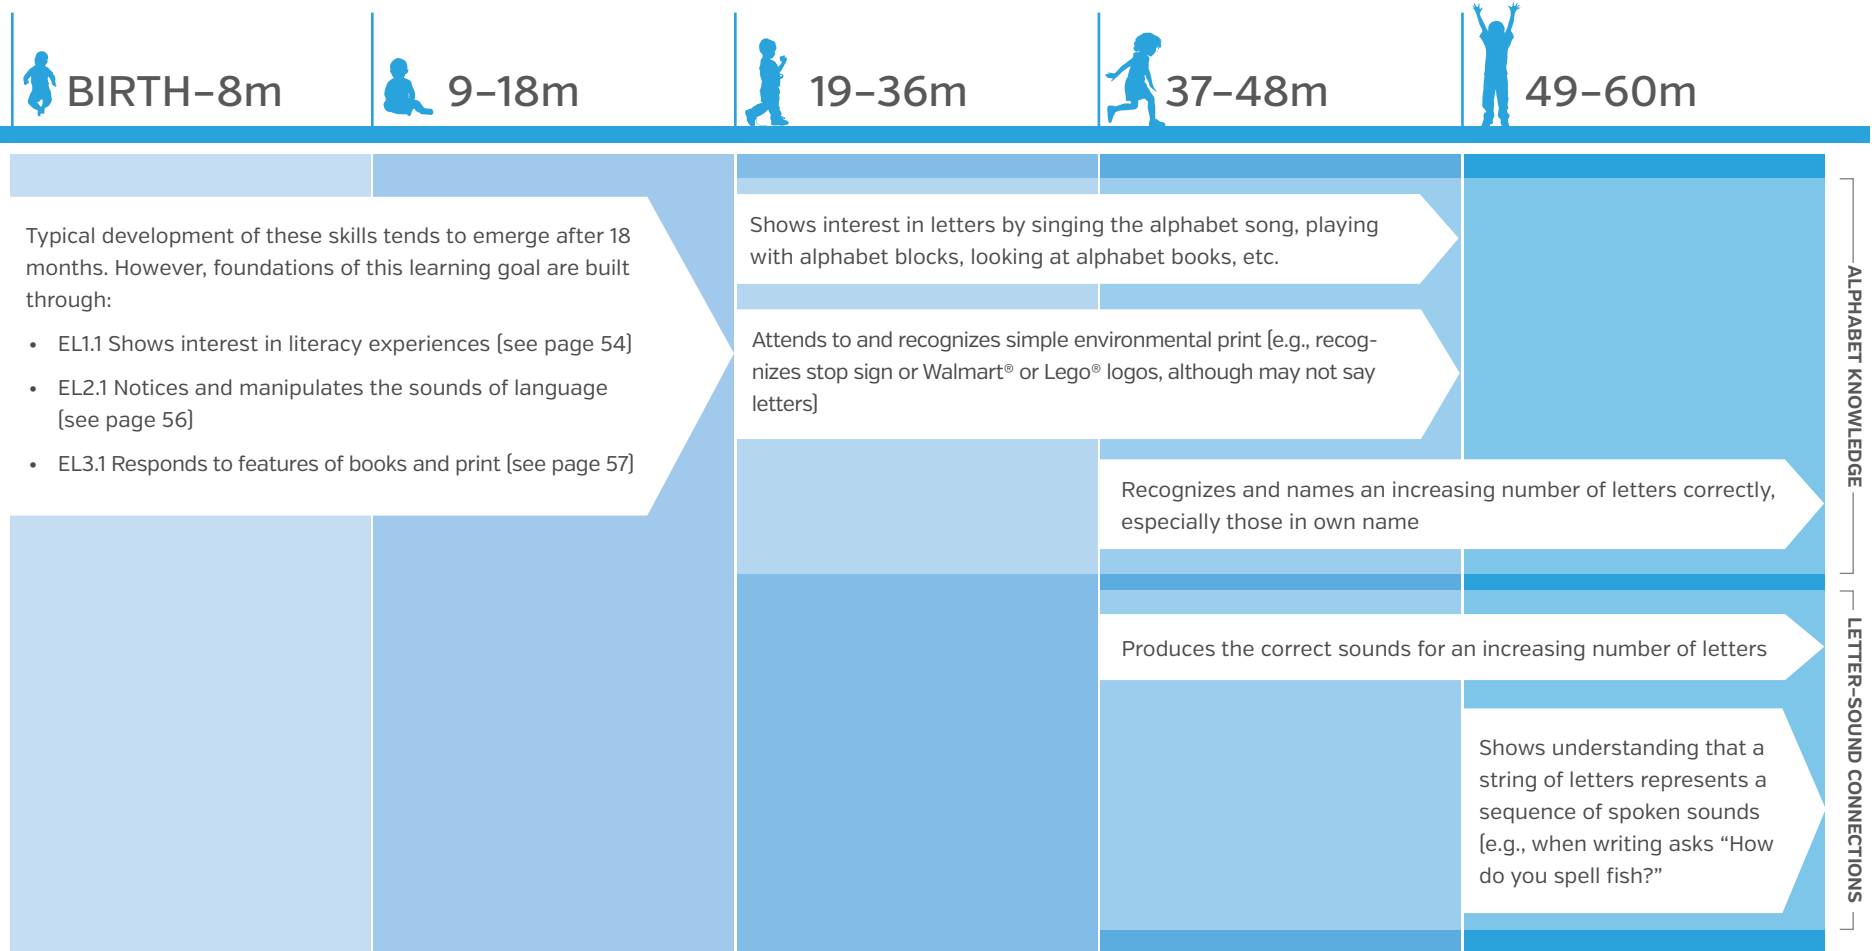 BIRTH–8m
9–18m
19–36m
37–48m
49–60m
Typical development of these skills tends to emerge after 18
months. However, foundations of this learning goal are built
through:
• EL1.1 Shows interest in literacy experiences (see page 54)
• EL2.1 Notices and manipulates the sounds of language
(see page 56)
• EL3.1 Responds to features of books and print (see page 57)
Shows interest in letters by singing the alphabet song, playing
with alphabet blocks, looking at alphabet books, etc.
Attends to and recognizes simple environmental print (e.g., recog-
nizes stop sign or Walmart® or Lego® logos, although may not say
letters)
Recognizes and names an increasing number of letters correctly,
especially those in own name
ALPHABET KNOWLEDGE
Produces the correct sounds for an increasing number of letters
Shows understanding that a
string of letters represents a
sequence of spoken sounds
(e.g., when writing asks “How
do you spell fish?”
LETTER–SOUND CONNECTIONS